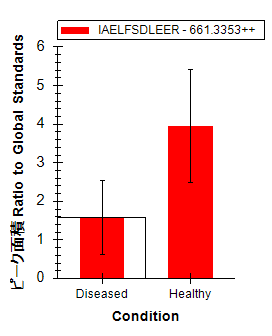 IAELFSDLEER - 661.3353++
ピーク面積 Ratio to Global Standards
6
5
4
3
2
1
0
Diseased Healthy
Condition